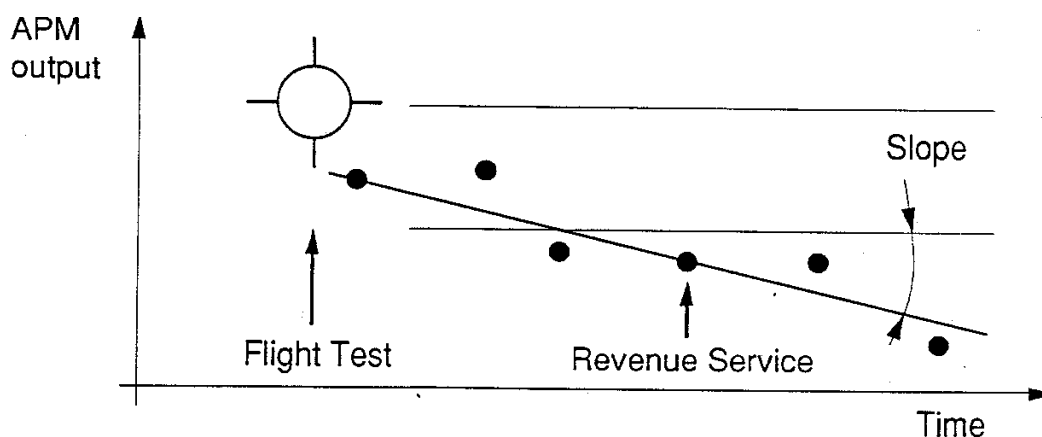 APM
output
Slope
Flight Test
Revenue Service
Time